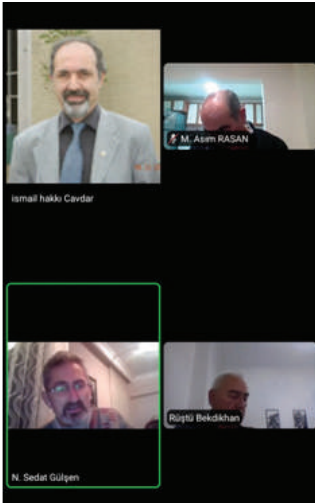 M. Asım RASAN
ismail hakkı Cavdar
Rüştü Bekdikhan
N. Sedat Gülşen